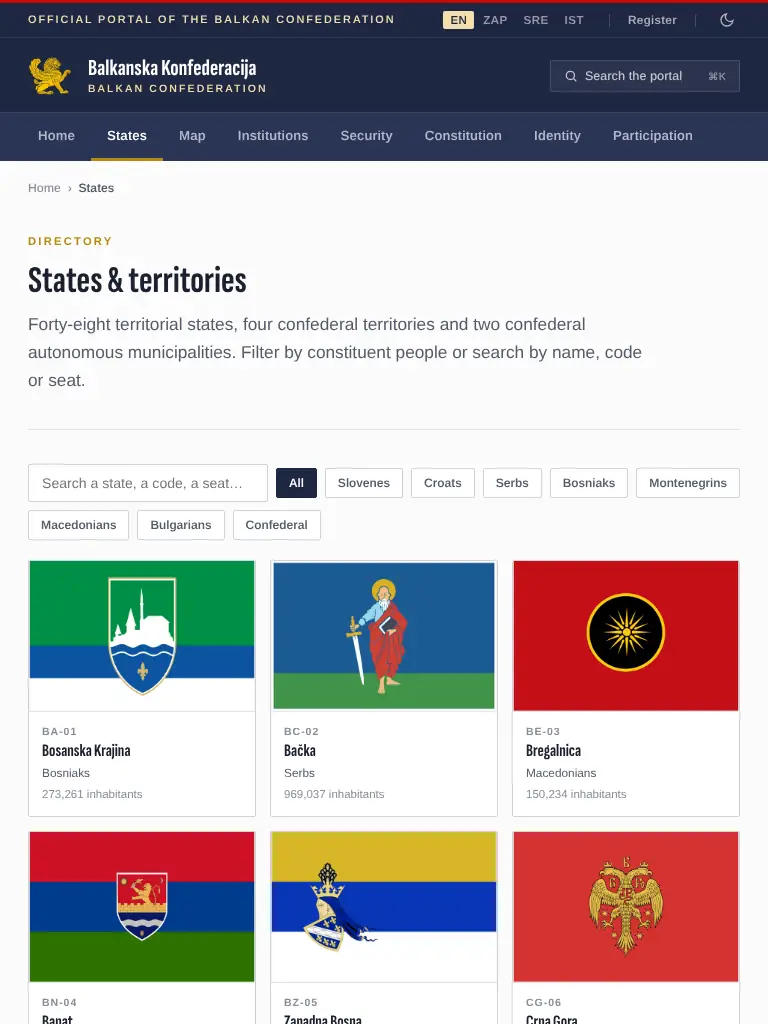 OFFICIAL PORTAL OF THE BALKAN CONFEDERATION
EN ZAP SRE IST Register
Balkanska Konfederacija
BALKAN CONFEDERATION
Search the portal ⌘K
Home States Map Institutions Security Constitution Identity Participation
Home › States
DIRECTORY
States & territories
Forty-eight territorial states, four confederal territories and two confederal
autonomous municipalities. Filter by constituent people or search by name, code
or seat.
Search a state, a code, a seat…
All Slovenes Croats Serbs Bosniaks Montenegrins
Macedonians Bulgarians Confederal
BA-01
Bosanska Krajina
Bosniaks
273,261 inhabitants
BC-02
Bačka
Serbs
969,037 inhabitants
BE-03
Bregalnica
Macedonians
150,234 inhabitants
BN-04
Banat
BZ-05
Zapadna Bosna
CG-06
Crna Gora